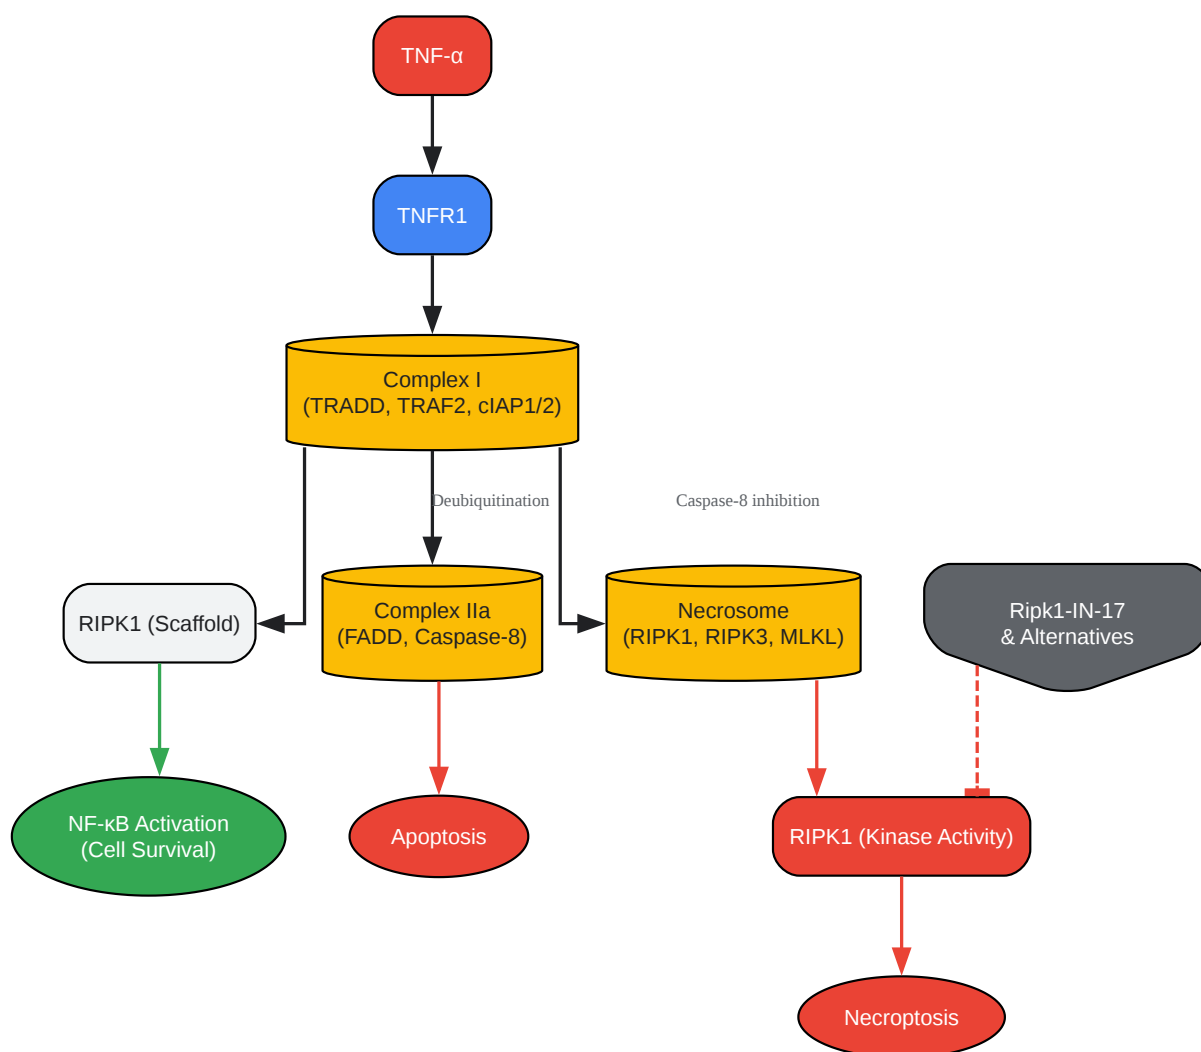 TNF-α
TNFR1
Complex I
(TRADD, TRAF2, cIAP1/2)
Deubiquitination
Caspase-8 inhibition
RIPK1 (Scaffold)
Complex IIa
(FADD, Caspase-8)
Necrosome
(RIPK1, RIPK3, MLKL)
Ripk1-IN-17
& Alternatives
NF-κB Activation
(Cell Survival)
Apoptosis
RIPK1 (Kinase Activity)
Necroptosis